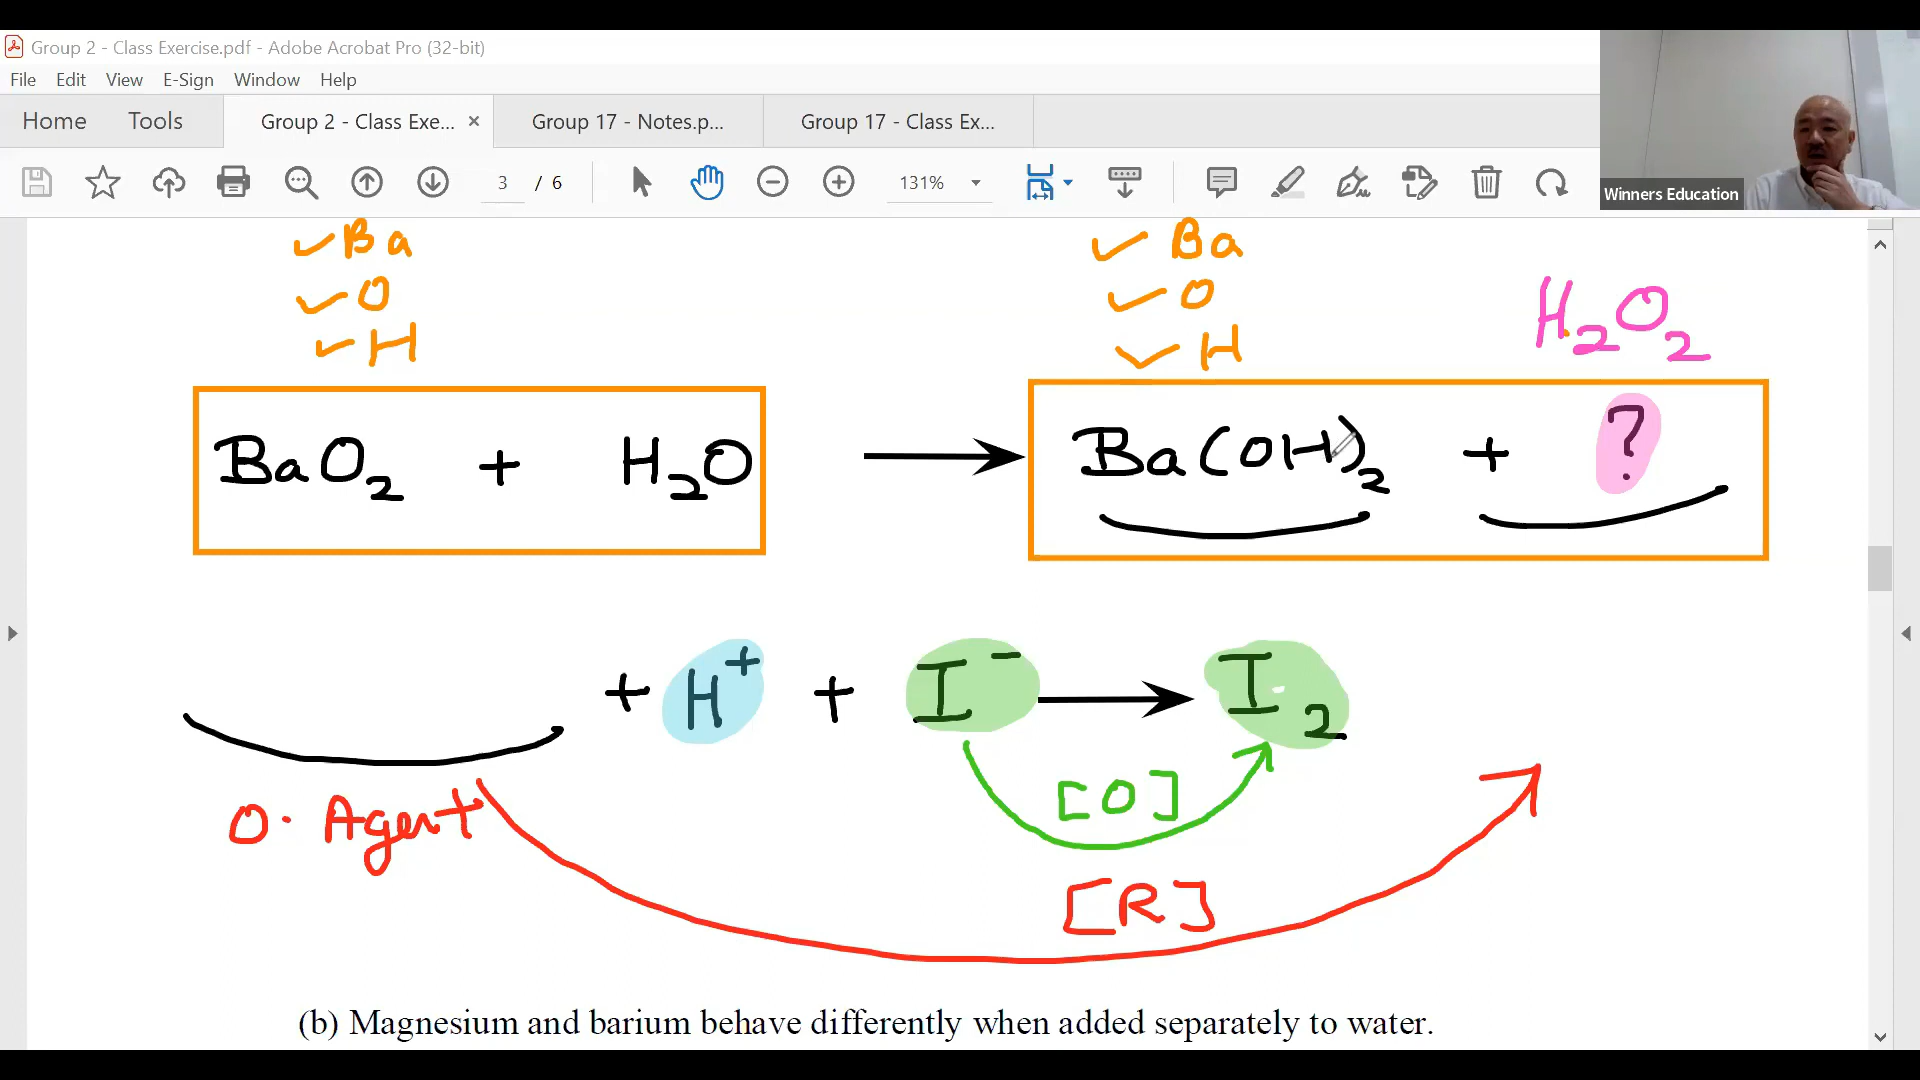 Group 2 - Class Exercise.pdf - Adobe Acrobat Pro (32-bit)
File Edit View E-Sign Window Help
Home Tools Group 2 - Class Exe... × Group 17 - Notes.p... Group 17 - Class Ex...
3 / 6 131%
Winners Education
✓Ba ✓Ba
✓O ✓O
✓H ✓H
H₂O₂
BaO₂ + H₂O → Ba(OH)₂ + ?
+ H⁺ + I⁻ → I₂
[O]
O. Agent
[R]
(b) Magnesium and barium behave differently when added separately to water.